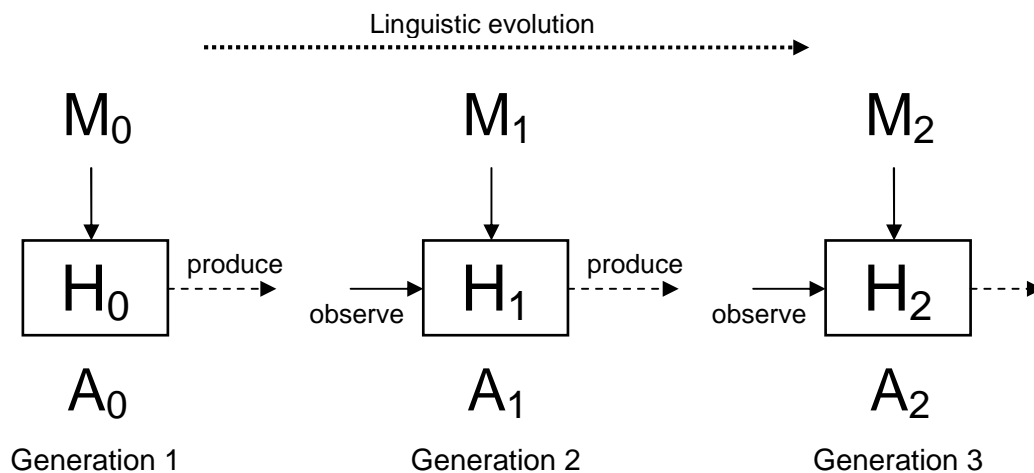 Linguistic evolution
M0 M1 M2
produce produce
H0 H1 H2
observe observe
A0 A1 A2
Generation 1 Generation 2 Generation 3